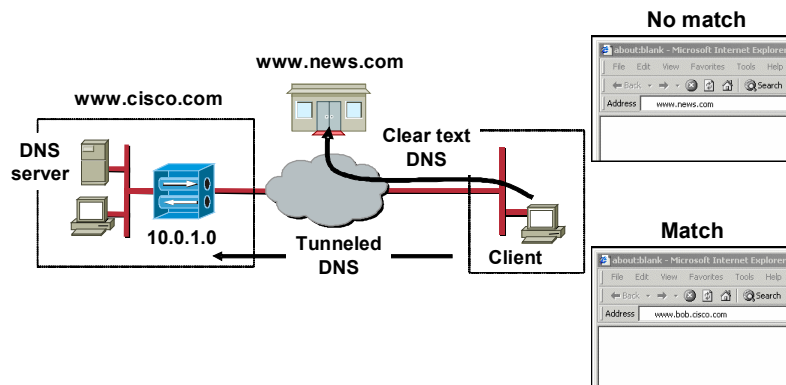 No match
about:blank - Microsoft Internet Explorer
File Edit View Favorites Tools Help
Back Search
Address www.news.com
www.news.com
www.cisco.com
DNS
server
Clear text
DNS
10.0.1.0
Tunneled
DNS
Client
Match
about:blank - Microsoft Internet Explorer
File Edit View Favorites Tools Help
Back Search
Address www.bob.cisco.com